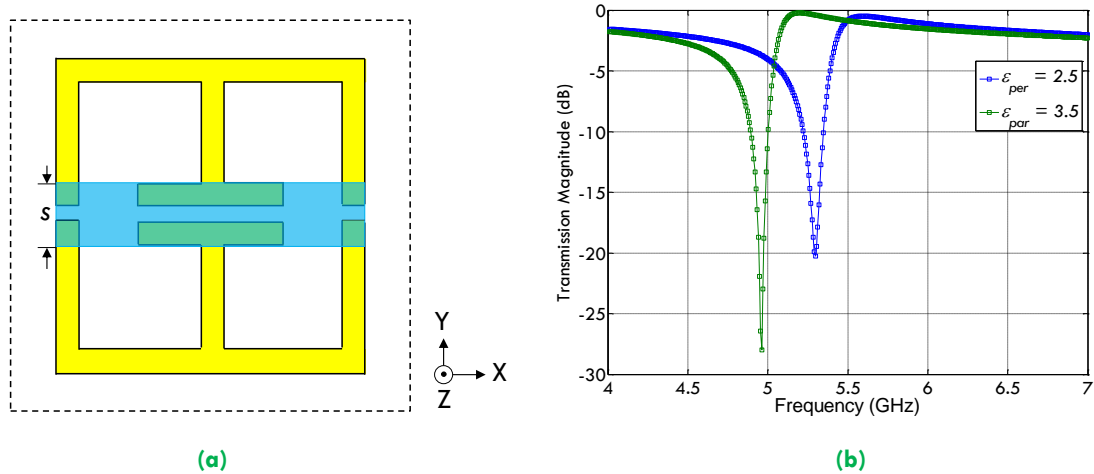 S
Y
X
Z
(a)
0
-5
-10
-15
-20
-25
-30
4
4.5
5
5.5
6
6.5
7
Transmission Magnitude (dB)
Frequency (GHz)
ε_per = 2.5
ε_par = 3.5
(b)